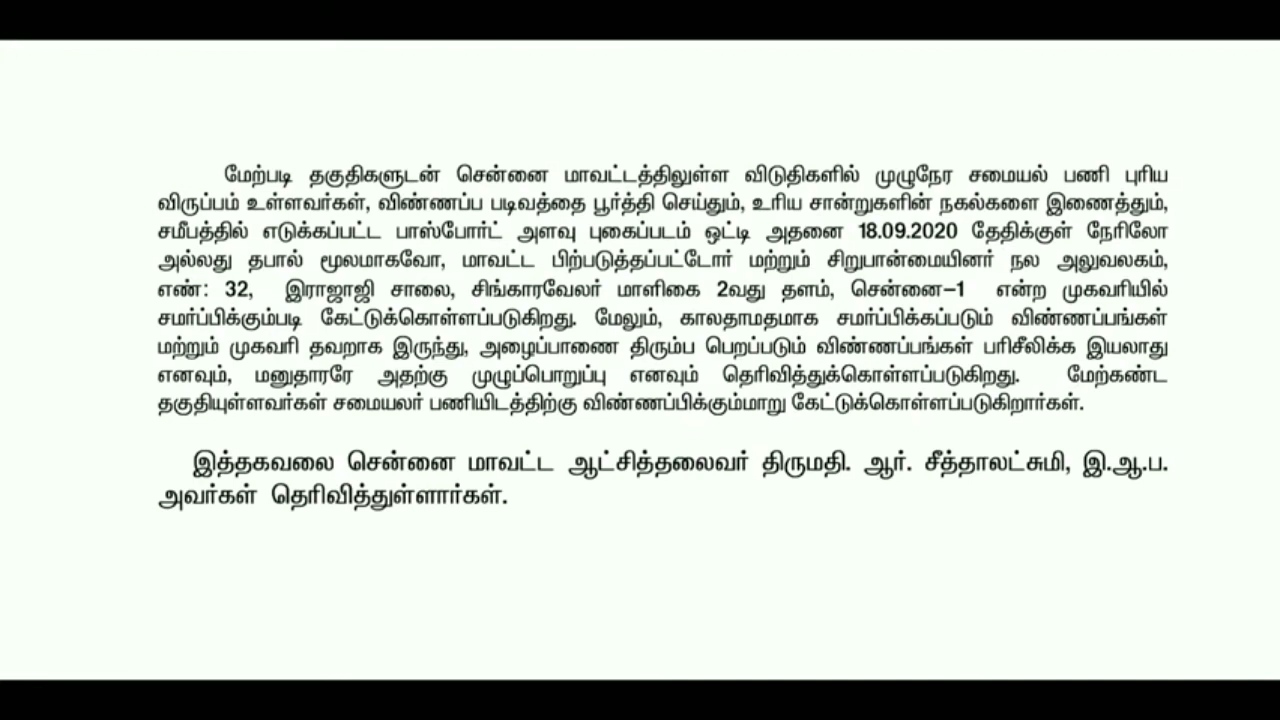 மேற்படி தகுதிகளுடன் சென்னை மாவட்டத்திலுள்ள விடுதிகளில் முழுநேர சமையல் பணி புரிய
விருப்பம் உள்ளவர்கள், விண்ணப்ப படிவத்தை பூர்த்தி செய்தும், உரிய சான்றுகளின் நகல்களை இணைத்தும்,
சமீபத்தில் எடுக்கப்பட்ட பாஸ்போர்ட் அளவு புகைப்படம் ஒட்டி அதனை 18.09.2020 தேதிக்குள் நேரிலோ
அல்லது தபால் மூலமாகவோ, மாவட்ட பிற்படுத்தப்பட்டோர் மற்றும் சிறுபான்மையினர் நல அலுவலகம்,
எண்: 32, இராஜாஜி சாலை, சிங்காரவேலர் மாளிகை 2வது தளம், சென்னை-1 என்ற முகவரியில்
சமர்ப்பிக்கும்படி கேட்டுக்கொள்ளப்படுகிறது. மேலும், காலதாமதமாக சமர்ப்பிக்கப்படும் விண்ணப்பங்கள்
மற்றும் முகவரி தவறாக இருந்து, அழைப்பாணை திரும்ப பெறப்படும் விண்ணப்பங்கள் பரிசீலிக்க இயலாது
எனவும், மனுதாரரே அதற்கு முழுப்பொறுப்பு எனவும் தெரிவித்துக்கொள்ளப்படுகிறது. மேற்கண்ட
தகுதியுள்ளவர்கள் சமையலர் பணியிடத்திற்கு விண்ணப்பிக்கும்மாறு கேட்டுக்கொள்ளப்படுகிறார்கள்.
இத்தகவலை சென்னை மாவட்ட ஆட்சித்தலைவர் திருமதி. ஆர். சீத்தாலட்சுமி, இ.ஆ.ப.
அவர்கள் தெரிவித்துள்ளார்கள்.